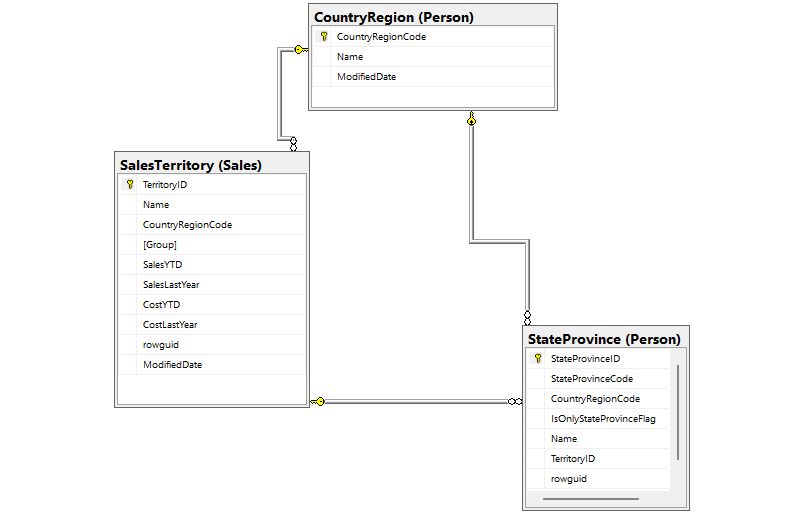 CountryRegion (Person)
CountryRegionCode
Name
ModifiedDate
SalesTerritory (Sales)
TerritoryID
Name
CountryRegionCode
[Group]
SalesYTD
SalesLastYear
CostYTD
CostLastYear
rowguid
ModifiedDate
StateProvince (Person)
StateProvinceID
StateProvinceCode
CountryRegionCode
IsOnlyStateProvinceFlag
Name
TerritoryID
rowguid